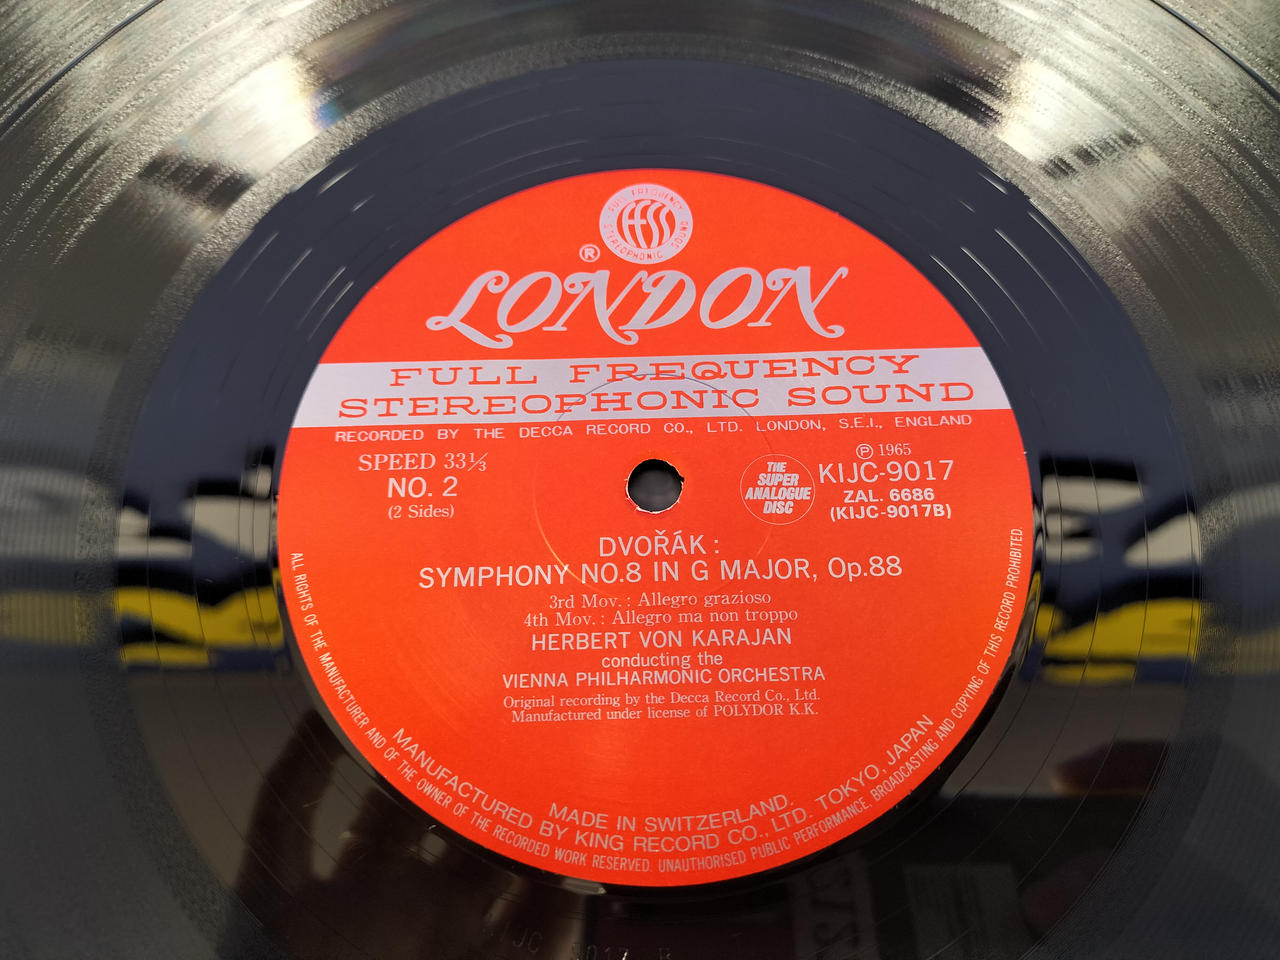 FULL FREQUENCY
ffss
STEREOPHONIC SOUND
®
LONDON
FULL FREQUENCY
STEREOPHONIC SOUND
RECORDED BY THE DECCA RECORD CO., LTD. LONDON, S.E.I., ENGLAND
SPEED 33⅓
NO. 2
(2 Sides)
THE
SUPER
ANALOGUE
DISC
℗ 1965
KIJC-9017
ZAL. 6686
(KIJC-9017B)
DVOŘÁK :
SYMPHONY NO.8 IN G MAJOR, Op.88
3rd Mov. : Allegro grazioso
4th Mov. : Allegro ma non troppo
HERBERT VON KARAJAN
conducting the
VIENNA PHILHARMONIC ORCHESTRA
Original recording by the Decca Record Co., Ltd.
Manufactured under license of POLYDOR K.K.
MADE IN SWITZERLAND.
MANUFACTURED BY KING RECORD CO., LTD. TOKYO, JAPAN
ALL RIGHTS OF THE MANUFACTURER AND OF THE OWNER OF THE RECORDED WORK RESERVED. UNAUTHORISED PUBLIC PERFORMANCE. BROADCASTING AND COPYING OF THIS RECORD PROHIBITED.